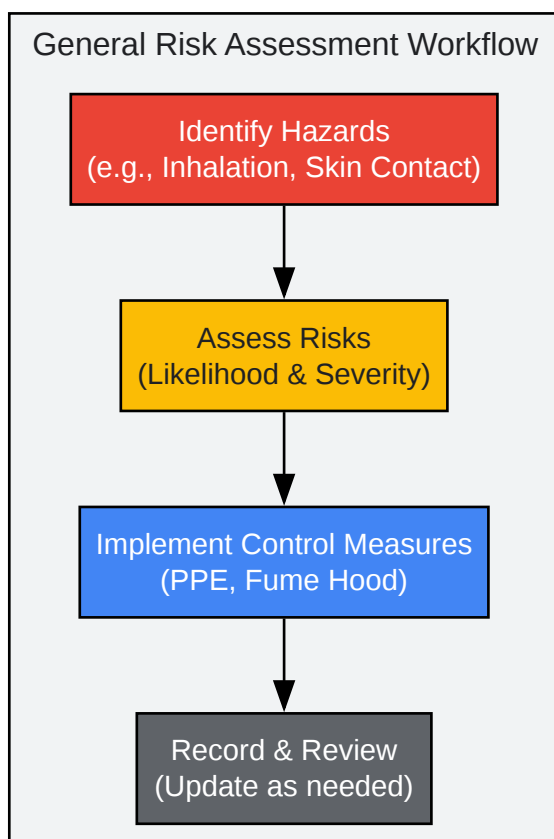 General Risk Assessment Workflow
Identify Hazards
(e.g., Inhalation, Skin Contact)
Assess Risks
(Likelihood & Severity)
Implement Control Measures
(PPE, Fume Hood)
Record & Review
(Update as needed)